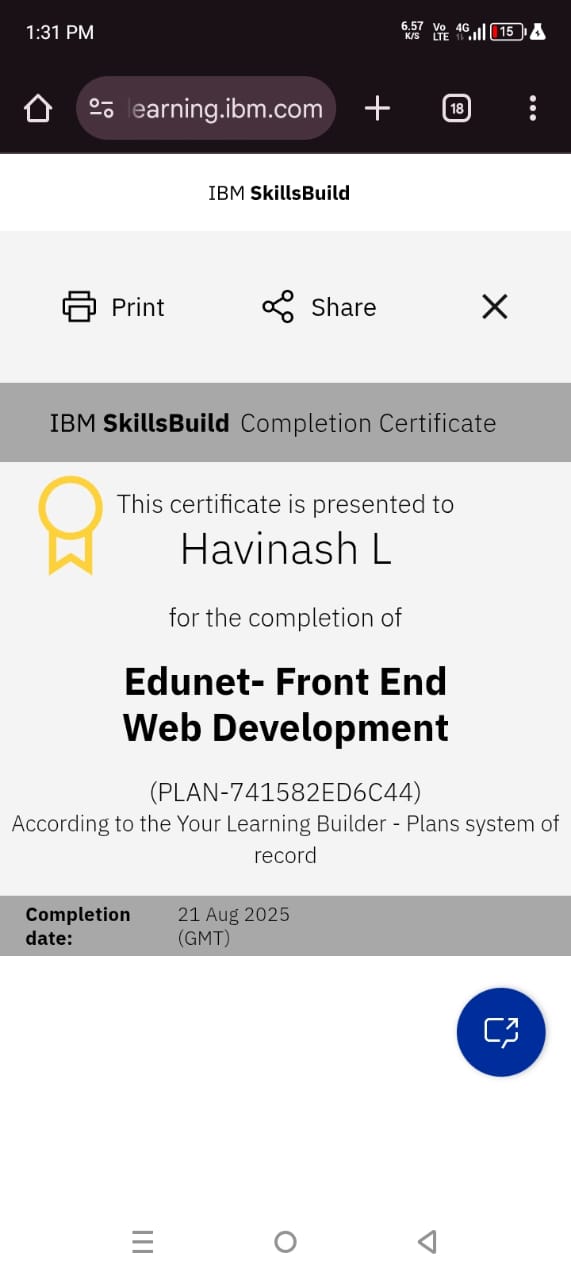 1:31 PM
6.57 K/S Vo LTE 4G 15
earning.ibm.com
18
IBM SkillsBuild
Print
Share
IBM SkillsBuild Completion Certificate
This certificate is presented to
Havinash L
for the completion of
Edunet- Front End
Web Development
(PLAN-741582ED6C44)
According to the Your Learning Builder - Plans system of
record
Completion date:
21 Aug 2025 (GMT)